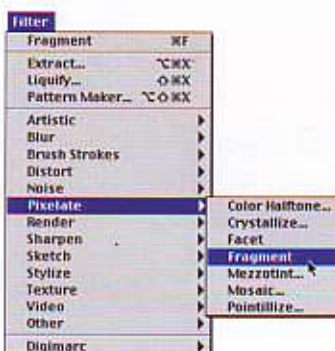 Filter
Fragment ⌘F
Extract... ⌥⌘X
Liquify... ⇧⌘X
Pattern Maker... ⌥⇧⌘X
Artistic
Blur
Brush Strokes
Distort
Noise
Pixelate
Render
Sharpen
Sketch
Stylize
Texture
Video
Other
Digimarc
Color Halftone...
Crystallize...
Facet
Fragment
Mezzotint...
Mosaic...
Pointillize...